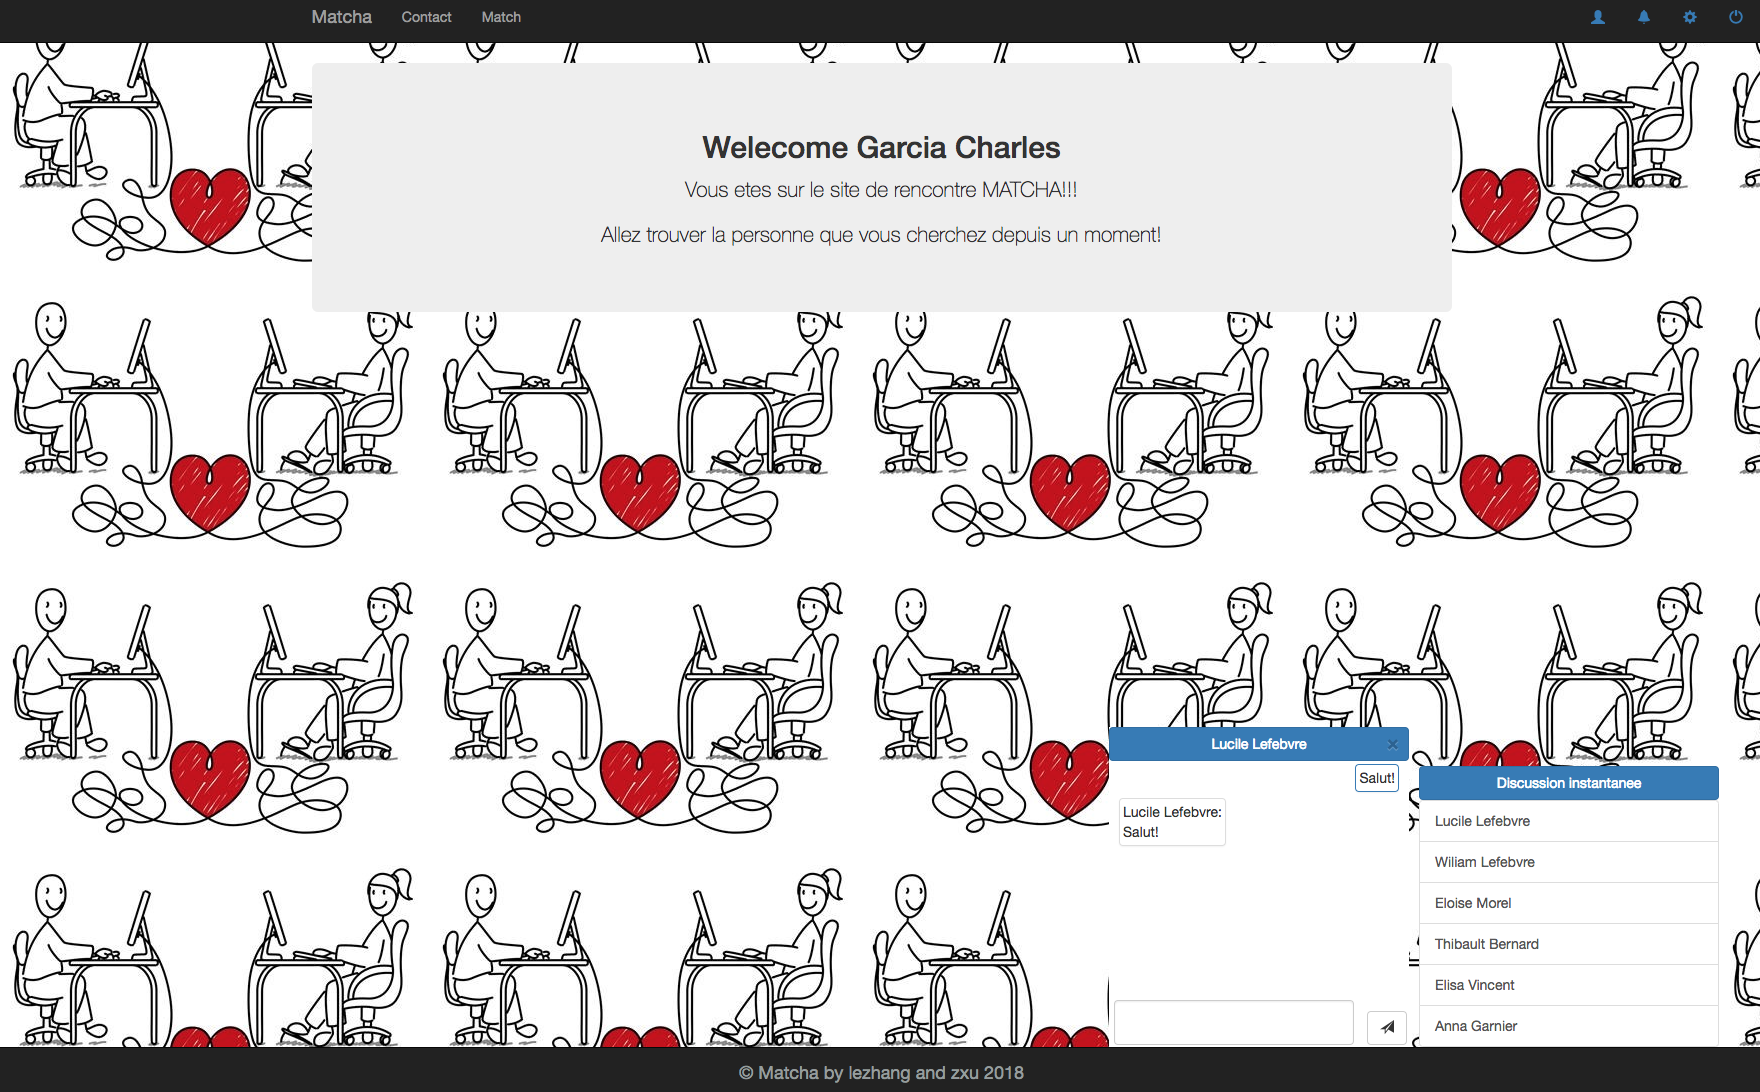 Matcha Contact Match
Welecome Garcia Charles
Vous etes sur le site de rencontre MATCHA!!!
Allez trouver la personne que vous cherchez depuis un moment!
Lucile Lefebvre ×
Salut!
Lucile Lefebvre:
Salut!
Discussion instantanee
Lucile Lefebvre
Wiliam Lefebvre
Eloise Morel
Thibault Bernard
Elisa Vincent
Anna Garnier
© Matcha by lezhang and zxu 2018